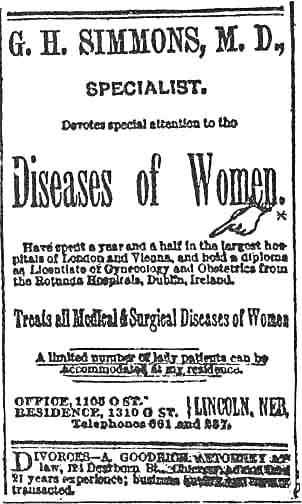 G. H. SIMMONS, M. D.,
SPECIALIST.
Devotes special attention to the
Diseases of Women.
*
Have spent a year and a half in the largest hos-
pitals of London and Vienna, and hold a diploma
as Licentiate of Gynecology and Obstetrics from
the Rotunda Hospitals, Dublin, Ireland.
Treats all Medical & Surgical Diseases of Women
A limited number of lady patients can be
accommodated at my residence.
OFFICE, 1105 O ST.
RESIDENCE, 1310 G ST. } LINCOLN, NEB,
Telephones 661 and 237.
DIVORCES—A. GOODRICH, ATTORNEY AT
law, 124 Dearborn St., Chicago,
21 years experience; business
transacted.